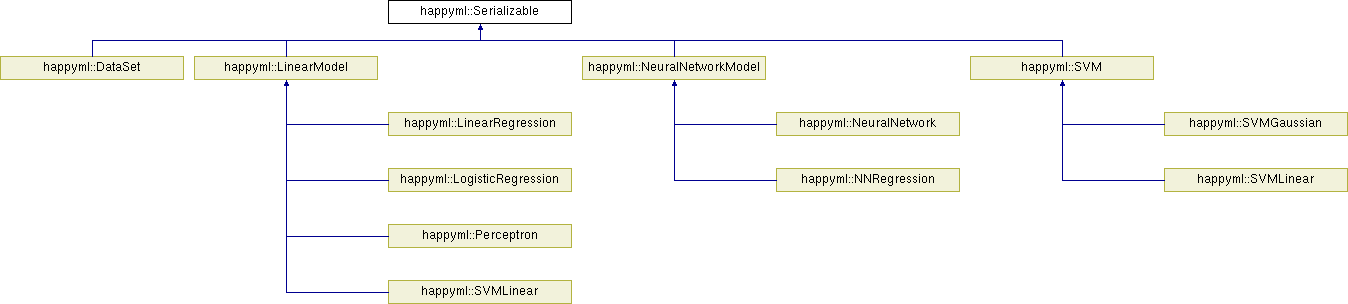 happyml::Serializable
happyml::DataSet
happyml::LinearModel
happyml::NeuralNetworkModel
happyml::SVM
happyml::LinearRegression
happyml::NeuralNetwork
happyml::SVMGaussian
happyml::LogisticRegression
happyml::NNRegression
happyml::SVMLinear
happyml::Perceptron
happyml::SVMLinear